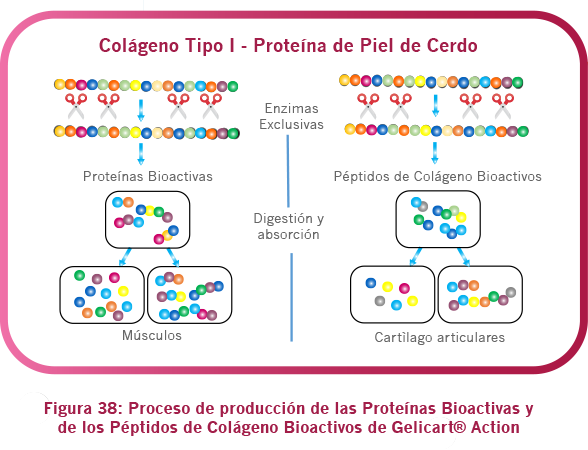 Colágeno Tipo I - Proteína de Piel de Cerdo
Enzimas
Exclusivas
Proteínas Bioactivas
Péptidos de Colágeno Bioactivos
Digestión y
absorción
Músculos
Cartìlago articulares
Figura 38: Proceso de producción de las Proteínas Bioactivas y
de los Péptidos de Colágeno Bioactivos de Gelicart® Action